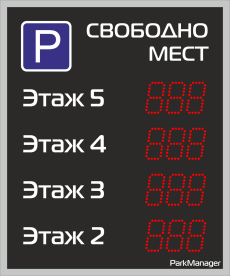 P
СВОБОДНО
МЕСТ
Этаж 5 888
Этаж 4 888
Этаж 3 888
Этаж 2 888
ParkManager